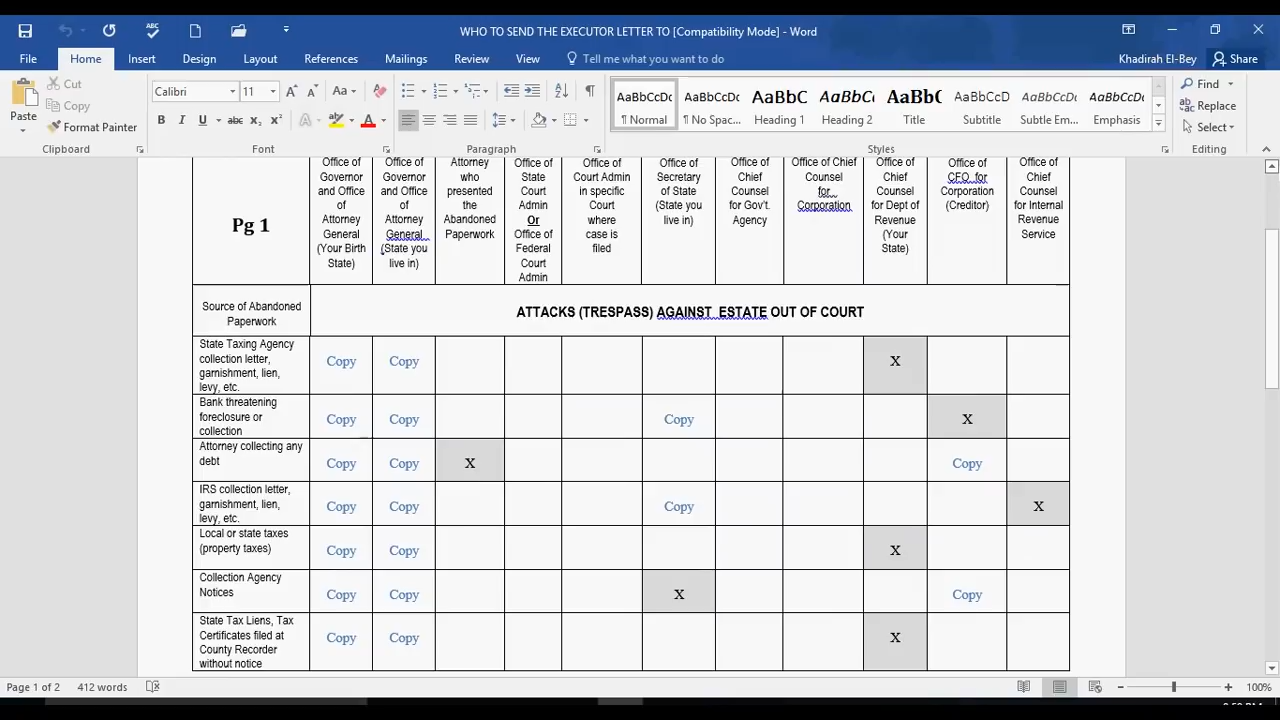 WHO TO SEND THE EXECUTOR LETTER TO [Compatibility Mode] - Word
File Home Insert Design Layout References Mailings Review View Tell me what you want to do Khadirah El-Bey Share
Paste
Cut
Copy
Format Painter
Clipboard
Calibri 11
Font
Paragraph
AaBbCcDc AaBbCcDc AaBbC AaBbCc AaBb( AaBbCcD AaBbCcDc AaBbCcDc
¶ Normal ¶ No Spac... Heading 1 Heading 2 Title Subtitle Subtle Em... Emphasis
Styles
Find
Replace
Select
Editing
Pg 1
Office of
Governor
and Office
of
Attorney
General
(Your Birth
State)
Office of
Governor
and Office
of
Attorney
General
(State you
live in)
Attorney
who
presented
the
Abandoned
Paperwork
Office of
State
Court
Admin
Or
Office of
Federal
Court
Admin
Office of
Court Admin
in specific
Court
where
case is
filed
Office of
Secretary
of State
(State you
live in)
Office of
Chief
Counsel
for Gov't.
Agency
Office of Chief
Counsel
for
Corporation
Office of
Chief
Counsel
for Dept of
Revenue
(Your
State)
Office of
CFO for
Corporation
(Creditor)
Office of
Chief
Counsel
for Internal
Revenue
Service
Source of Abandoned
Paperwork
ATTACKS (TRESPASS) AGAINST ESTATE OUT OF COURT
State Taxing Agency
collection letter,
garnishment, lien,
levy, etc.
Copy Copy X
Bank threatening
foreclosure or
collection
Copy Copy Copy X
Attorney collecting any
debt
Copy Copy X Copy
IRS collection letter,
garnishment, lien,
levy, etc.
Copy Copy Copy X
Local or state taxes
(property taxes)
Copy Copy X
Collection Agency
Notices
Copy Copy X Copy
State Tax Liens, Tax
Certificates filed at
County Recorder
without notice
Copy Copy X
Page 1 of 2 412 words 100%